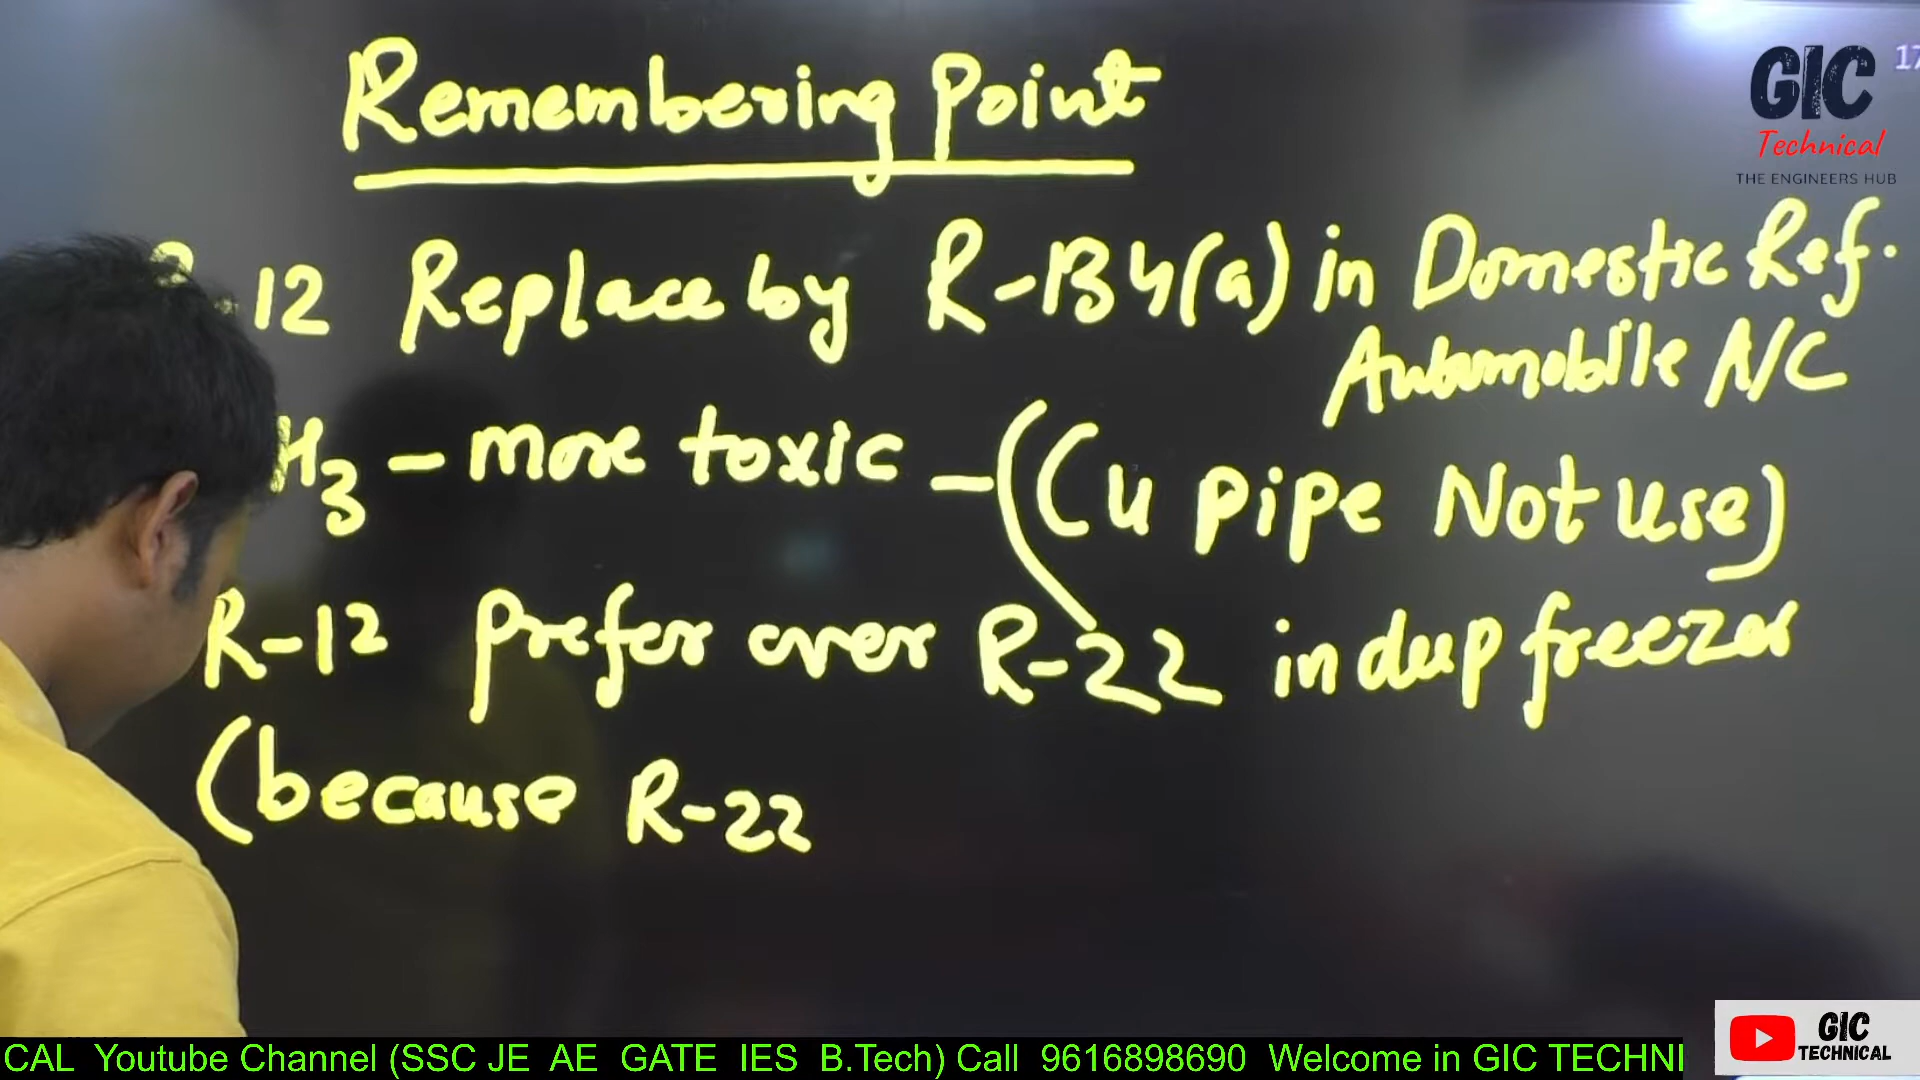 Remembering Point
GIC
Technical
THE ENGINEERS HUB
17
R-12 Replace by R-134(a) in Domestic Ref.
Automobile A/C
H3 - more toxic - (Cu pipe Not Use)
R-12 prefer over R-22 in deep freezer
(because R-22
GIC
TECHNICAL
CAL Youtube Channel (SSC JE AE GATE IES B.Tech) Call 9616898690 Welcome in GIC TECHNI